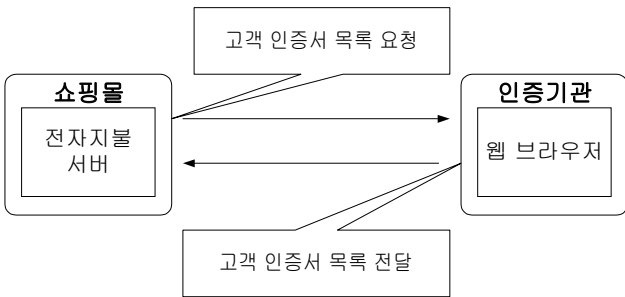 고객 인증서 목록 요청
쇼핑몰
전자지불
서버
인증기관
웹 브라우저
고객 인증서 목록 전달